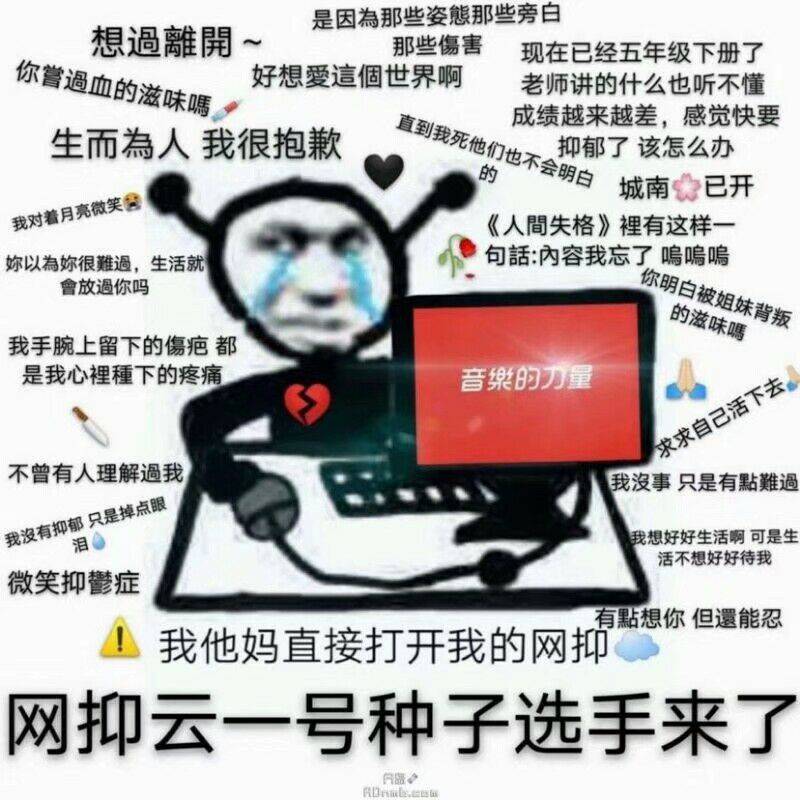 是因為那些姿態那些旁白
那些傷害
想過離開~
你嘗過血的滋味嗎
好想愛這個世界啊
现在已经五年级下册了
老师讲的什么也听不懂
成绩越来越差，感觉快要
抑郁了 该怎么办
生而為人 我很抱歉
直到我死他们也不会明白
的
城南🌸已开
我对着月亮微笑😭
《人間失格》裡有这样一
句話:內容我忘了 嗚嗚嗚
妳以為妳很難過，生活就
會放過你吗
你明白被姐妹背叛
的滋味嗎
我手腕上留下的傷疤 都
是我心裡種下的疼痛
音樂的力量
求求自己活下去🙏
不曾有人理解過我
我沒事 只是有點難過
我沒有抑郁 只是掉点眼
泪💧
我想好好生活啊 可是生
活不想好好待我
微笑抑鬱症
有點想你 但還能忍
⚠️ 我他妈直接打开我的网抑☁️
网抑云一号种子选手来了
ADnmb.com